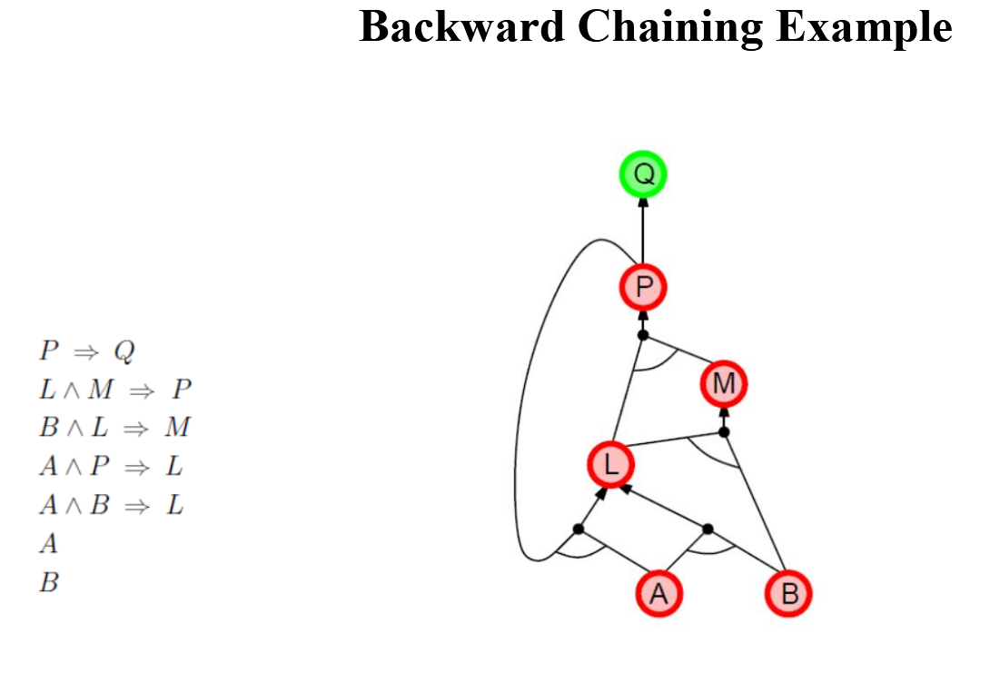 Backward Chaining Example
Q
P
P ⇒ Q
L ∧ M ⇒ P
M
B ∧ L ⇒ M
A ∧ P ⇒ L
L
A ∧ B ⇒ L
A
B
A
B